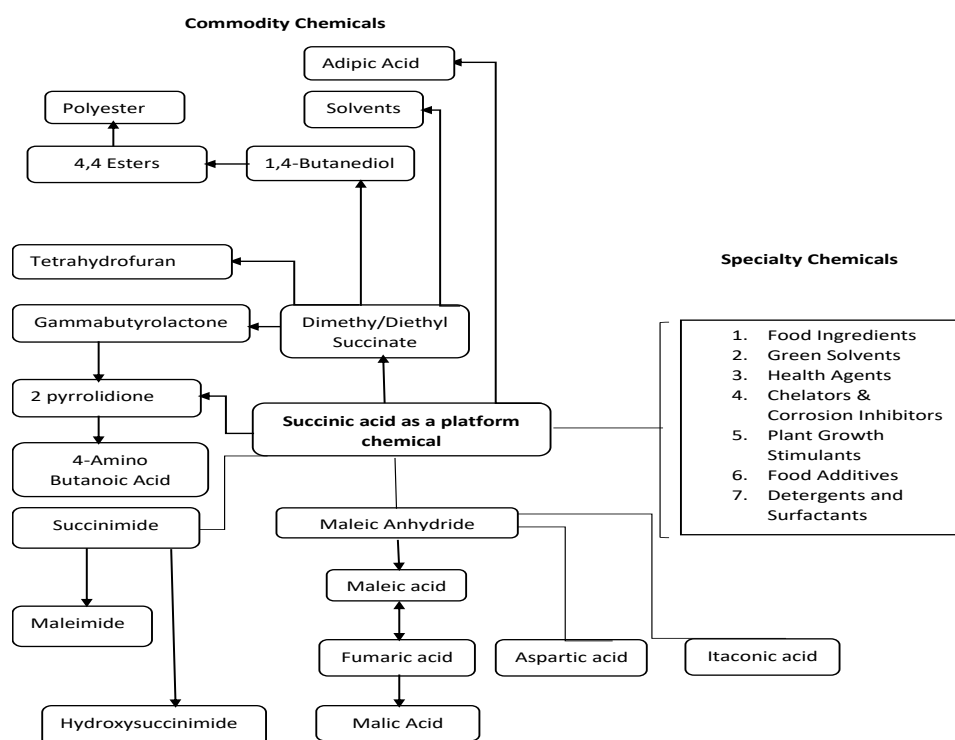 Commodity Chemicals
Adipic Acid
Polyester
Solvents
4,4 Esters
1,4-Butanediol
Tetrahydrofuran
Specialty Chemicals
Gammabutyrolactone
Dimethy/Diethyl
Succinate
1. Food Ingredients
2. Green Solvents
3. Health Agents
4. Chelators &
Corrosion Inhibitors
5. Plant Growth
Stimulants
6. Food Additives
7. Detergents and
Surfactants
2 pyrrolidione
Succinic acid as a platform
chemical
4-Amino
Butanoic Acid
Succinimide
Maleic Anhydride
Maleic acid
Maleimide
Fumaric acid
Aspartic acid
Itaconic acid
Hydroxysuccinimide
Malic Acid